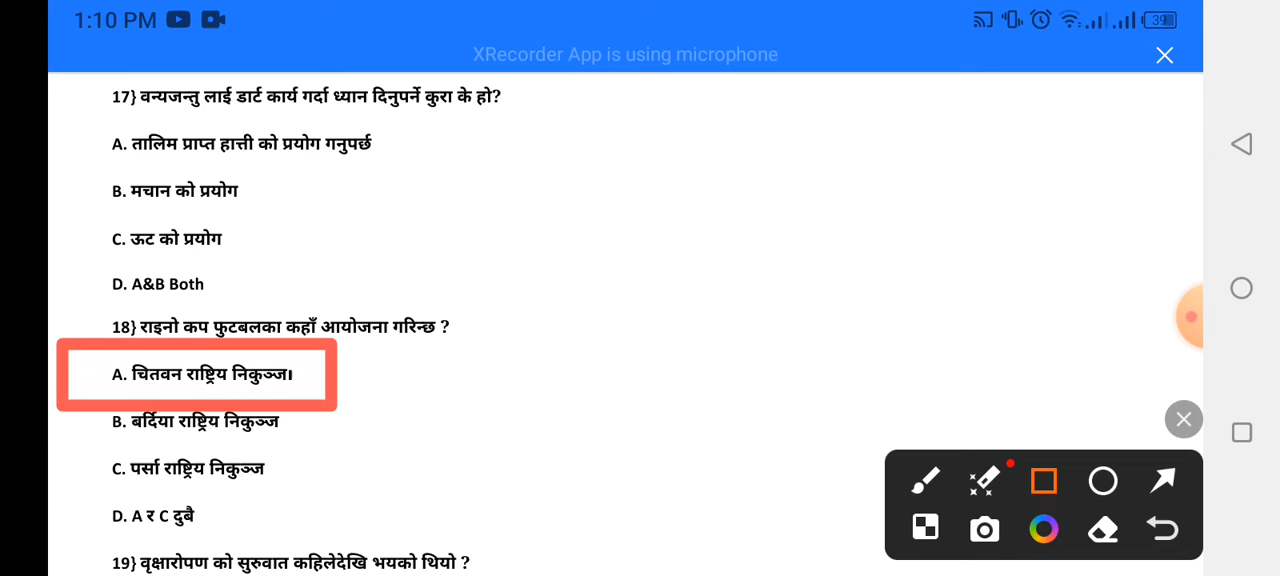 1:10 PM
39
XRecorder App is using microphone
17} वन्यजन्तु लाई डार्ट कार्य गर्दा ध्यान दिनुपर्ने कुरा के हो?
A. तालिम प्राप्त हात्ती को प्रयोग गनुपर्छ
B. मचान को प्रयोग
C. ऊट को प्रयोग
D. A&B Both
18} राइनो कप फुटबलका कहाँ आयोजना गरिन्छ ?
A. चितवन राष्ट्रिय निकुञ्ज।
B. बर्दिया राष्ट्रिय निकुञ्ज
C. पर्सा राष्ट्रिय निकुञ्ज
D. A र C दुबै
19} वृक्षारोपण को सुरुवात कहिलेदेखि भयको थियो ?